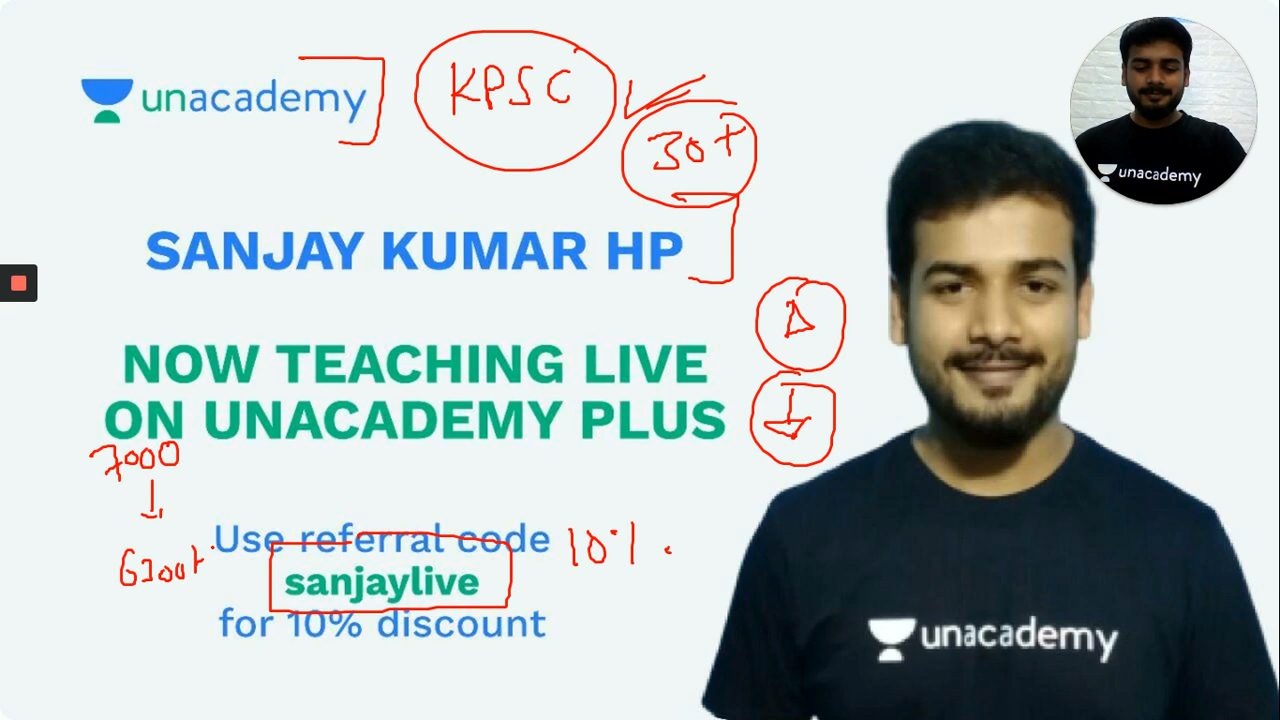 unacademy
KPSC
30+
unacademy
SANJAY KUMAR HP
NOW TEACHING LIVE
ON UNACADEMY PLUS
7000
Use referral code
10%
sanjaylive
for 10% discount
unacademy